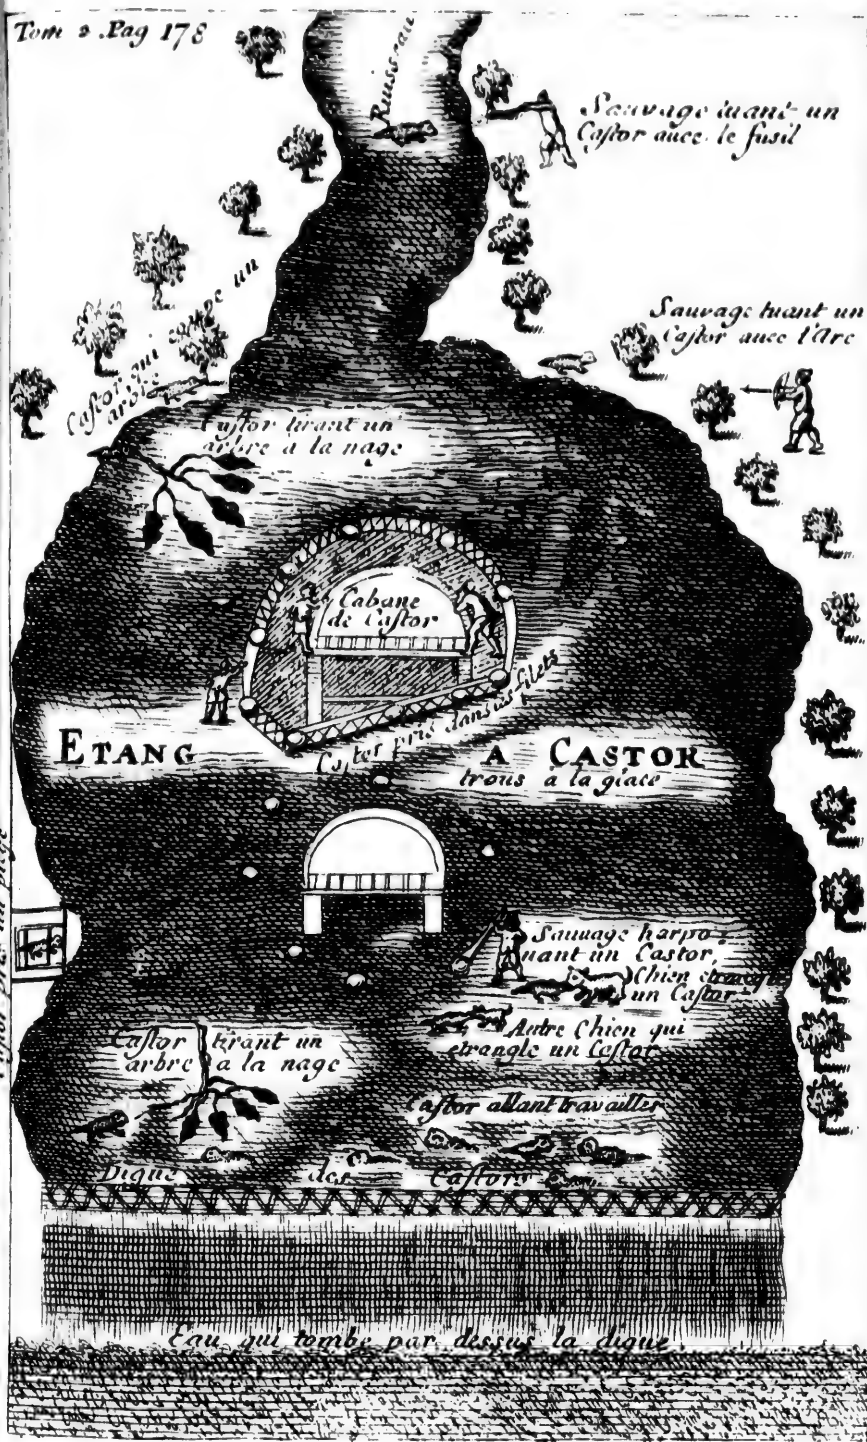 Tom 2. Pag 178
Ruisseau
Sauvage tuant un
Castor avec le fusil
Sauvage tuant un
Castor avec l'Arc
Castor qui coupe un
arbre
Castor tirant un
arbre a la nage
Cabane
de Castor
Castor pris dans les filets
ETANG A CASTOR
trous a la glace
Sauvage harpo
nant un Castor,
Chien
un Castor
Autre Chien qui
etrangle un Castor
Castor tirant un
arbre a la nage
Castor allant travailler
Digue des Castors
Eau qui tombe par dessus la digue